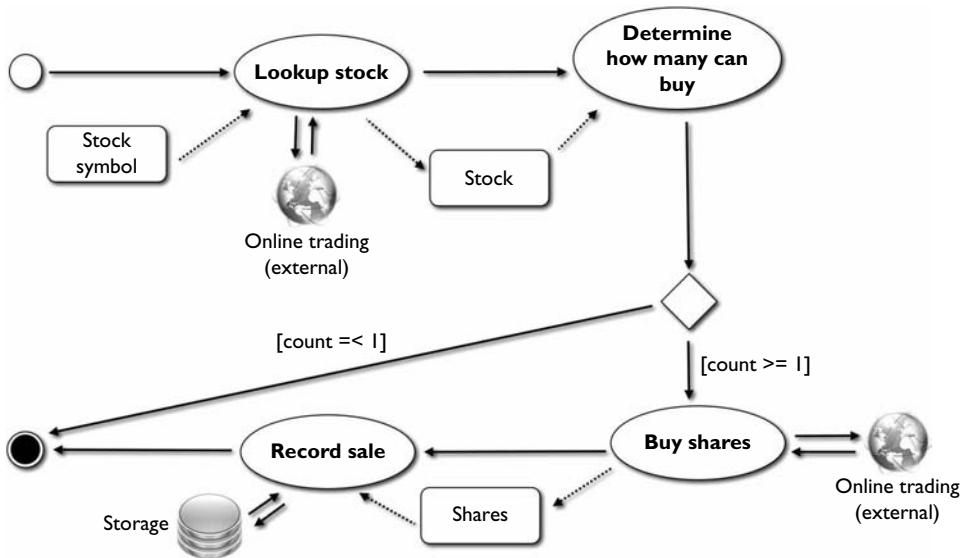 Lookup stock
Determine
how many can
buy
Stock
symbol
Stock
Online trading
(external)
[count =< 1]
[count >= 1]
Record sale
Buy shares
Online trading
(external)
Storage
Shares